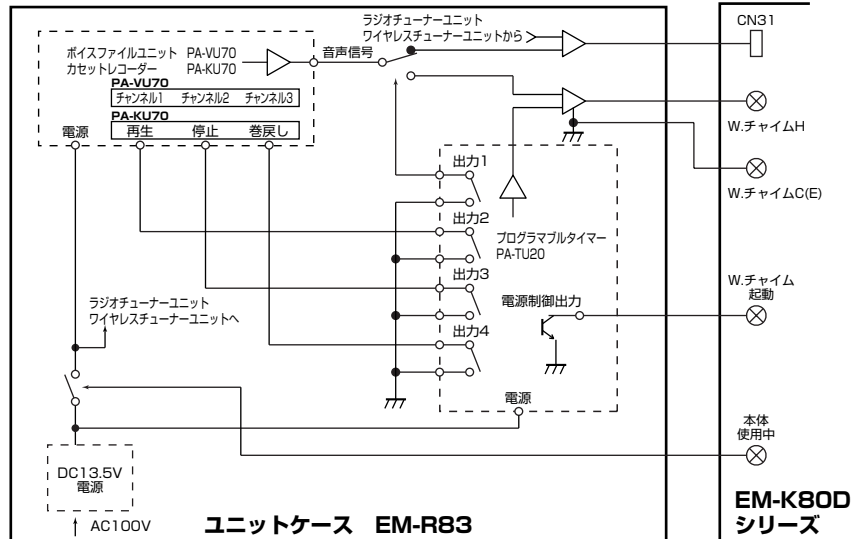 ラジオチューナーユニット
ワイヤレスチューナーユニットから
CN31
ボイスファイルユニット PA-VU70
カセットレコーダー PA-KU70
音声信号
PA-VU70
チャンネル1 チャンネル2 チャンネル3
PA-KU70
電源 再生 停止 巻戻し
W.チャイムH
出力1
W.チャイムC(E)
出力2
プログラマブルタイマー
PA-TU20
出力3
電源制御出力
W.チャイム
起動
ラジオチューナーユニット
ワイヤレスチューナーユニットへ
出力4
電源
本体
使用中
DC13.5V
電源
AC100V
ユニットケース EM-R83
EM-K80D
シリーズ